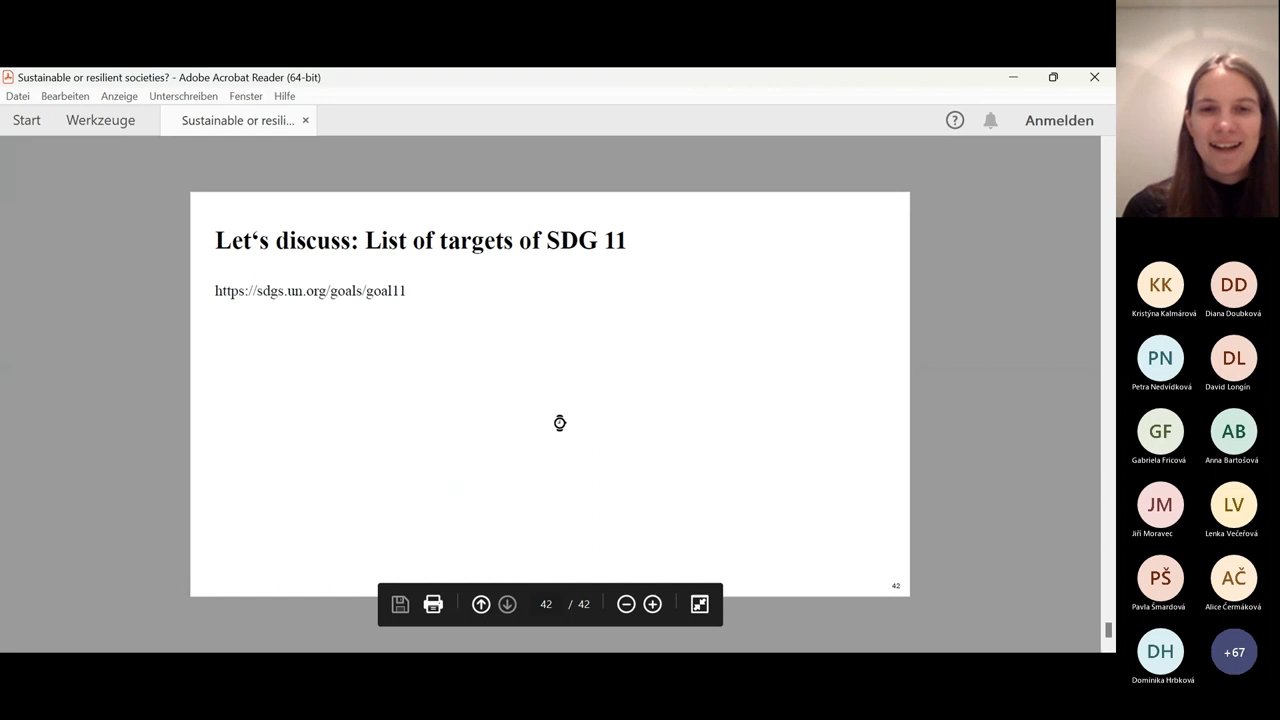 Sustainable or resilient societies? - Adobe Acrobat Reader (64-bit)
Datei Bearbeiten Anzeige Unterschreiben Fenster Hilfe
Start Werkzeuge Sustainable or resili... × ? Anmelden
Let‘s discuss: List of targets of SDG 11
https://sdgs.un.org/goals/goal11
42
42 / 42
KK DD
Kristýna Kalmárová Diana Doubková
PN DL
Petra Nedvídková David Longin
GF AB
Gabriela Fricová Anna Bartošová
JM LV
Jiří Moravec Lenka Večeřová
PŠ AČ
Pavla Šmardová Alice Čermáková
DH +67
Dominika Hrbková